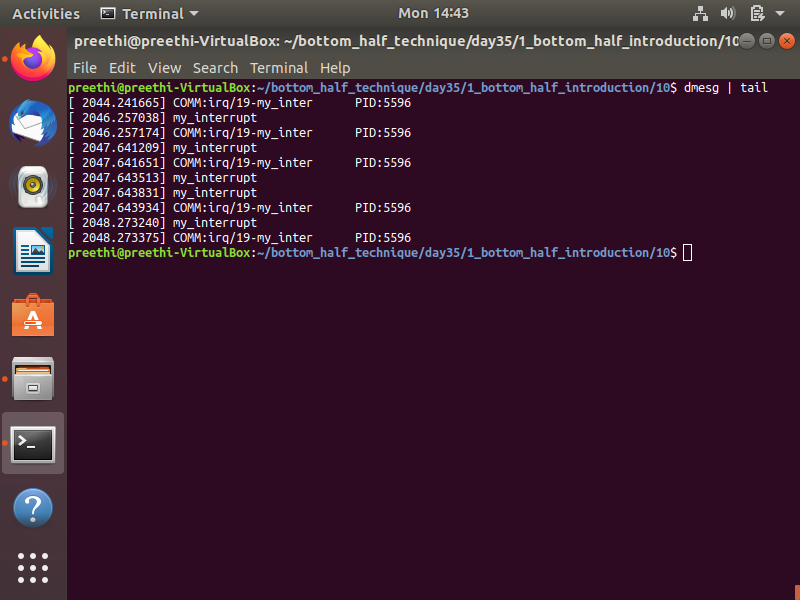 Activities Terminal Mon 14:43
preethi@preethi-VirtualBox: ~/bottom_half_technique/day35/1_bottom_half_introduction/10
File Edit View Search Terminal Help
preethi@preethi-VirtualBox:~/bottom_half_technique/day35/1_bottom_half_introduction/10$ dmesg | tail
[ 2044.241665] COMM:irq/19-my_inter      PID:5596
[ 2046.257038] my_interrupt
[ 2046.257174] COMM:irq/19-my_inter      PID:5596
[ 2047.641209] my_interrupt
[ 2047.641651] COMM:irq/19-my_inter      PID:5596
[ 2047.643513] my_interrupt
[ 2047.643831] my_interrupt
[ 2047.643934] COMM:irq/19-my_inter      PID:5596
[ 2048.273240] my_interrupt
[ 2048.273375] COMM:irq/19-my_inter      PID:5596
preethi@preethi-VirtualBox:~/bottom_half_technique/day35/1_bottom_half_introduction/10$